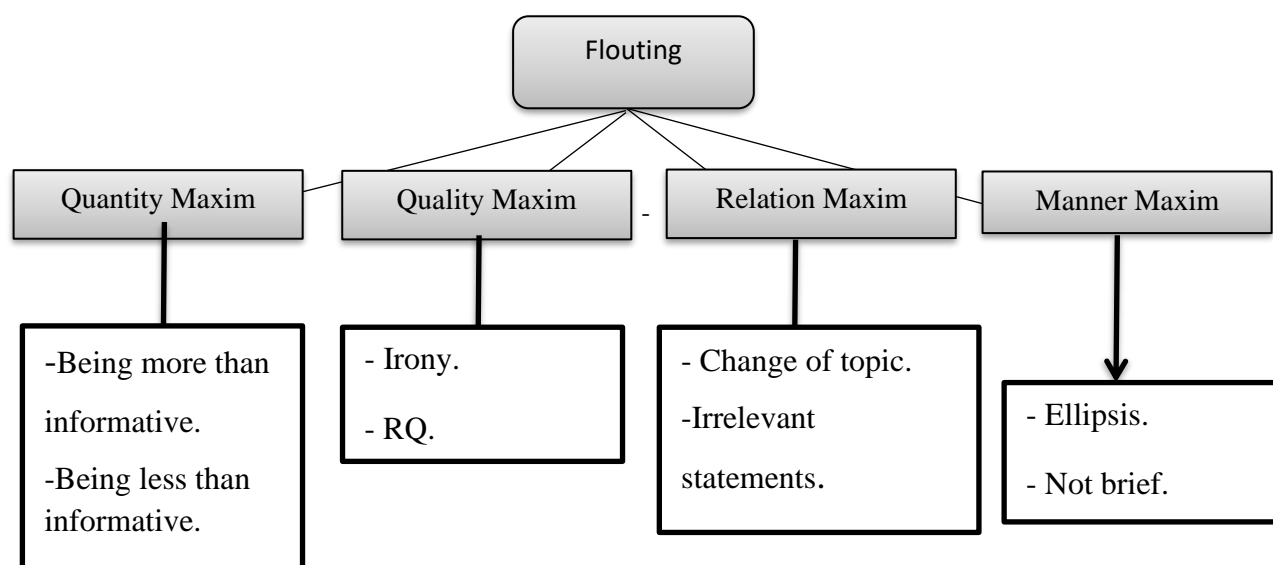 Flouting
Quantity Maxim
Quality Maxim
-
Relation Maxim
Manner Maxim
-Being more than
informative.
-Being less than
informative.
- Irony.
- RQ.
- Change of topic.
-Irrelevant
statements.
- Ellipsis.
- Not brief.